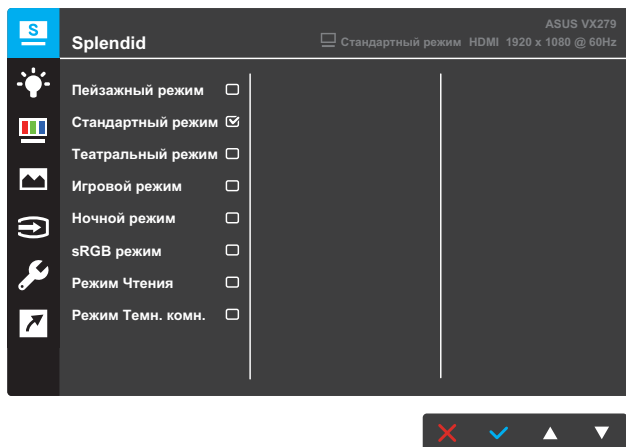 S
ASUS VX279
Splendid
Стандартный режим HDMI 1920 x 1080 @ 60Hz
Пейзажный режим
Стандартный режим
Театральный режим
Игровой режим
Ночной режим
sRGB режим
Режим Чтения
Режим Темн. комн.